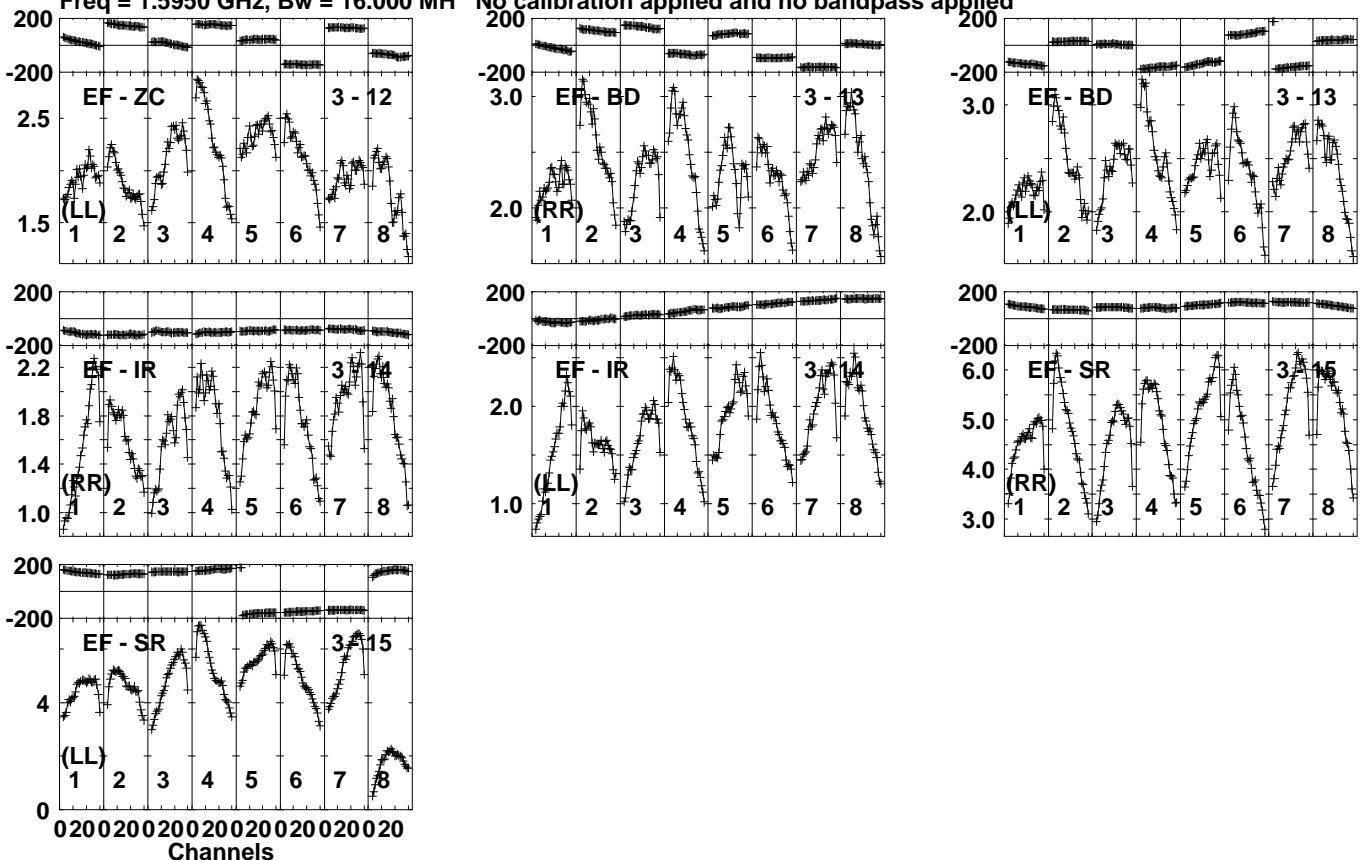 Freq = 1.5950 GHz, Bw = 16.000 MH No calibration applied and no bandpass applied
200
-200
EF - ZC 3 - 12
2.5
1.5
(LL)
1 2 3 4 5 6 7 8
EF - BD 3 - 13
3.0
2.0
(RR)
1 2 3 4 5 6 7 8
200
-200
EF - BD 3 - 13
3.0
2.0
(LL)
1 2 3 4 5 6 7 8
200
-200
EF - IR 3 - 14
2.2
1.8
1.4
1.0
(RR)
1 2 3 4 5 6 7 8
200
-200
EF - IR 3 - 14
2.0
1.0
(LL)
1 2 3 4 5 6 7 8
200
-200
EF - SR 3 - 15
6.0
5.0
4.0
3.0
(RR)
1 2 3 4 5 6 7 8
200
-200
EF - SR 3 - 15
4
0
(LL)
1 2 3 4 5 6 7 8
0 20 0 20 0 20 0 20 0 20 0 20 0 20 0 20
Channels